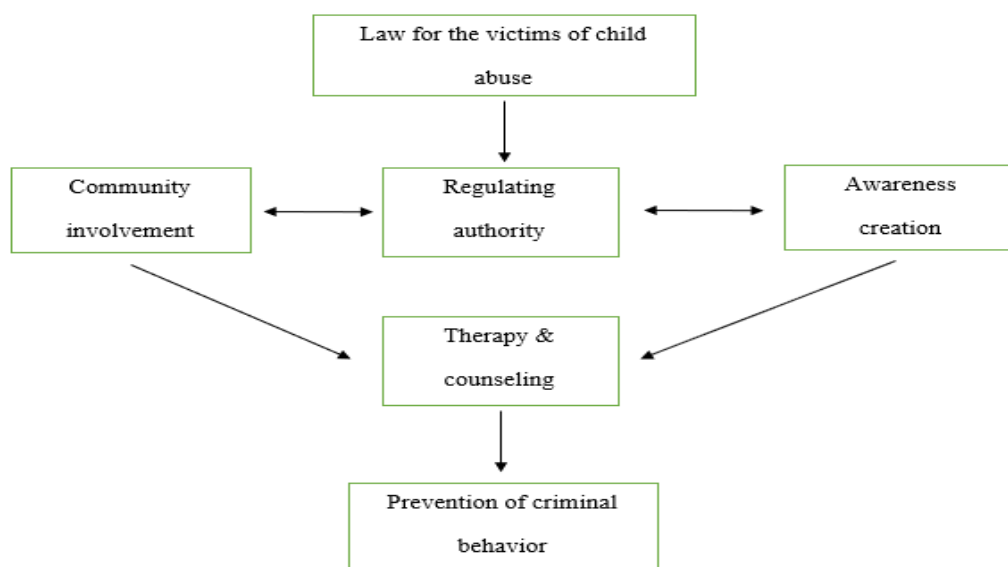 Law for the victims of child
abuse
Community
involvement
Regulating
authority
Awareness
creation
Therapy &
counseling
Prevention of criminal
behavior